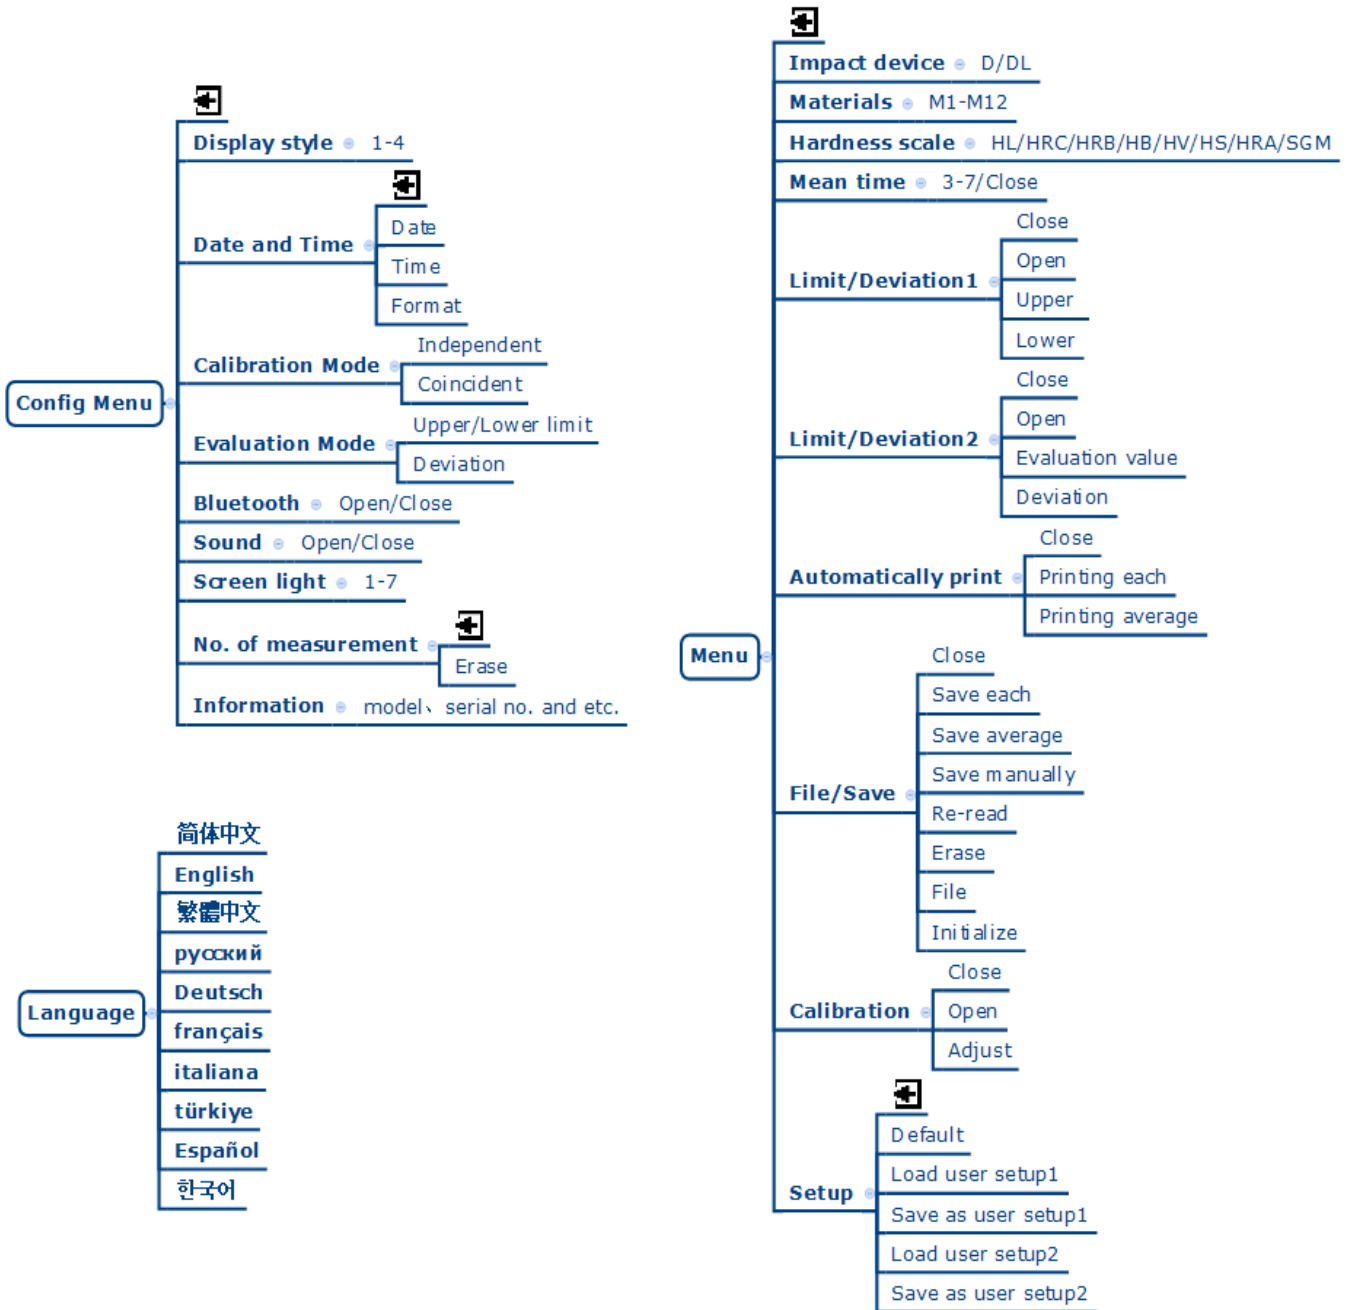 Config Menu
Display style 1-4
Date and Time
Date
Time
Format
Calibration Mode
Independent
Coincident
Evaluation Mode
Upper/Lower limit
Deviation
Bluetooth Open/Close
Sound Open/Close
Screen light 1-7
No. of measurement
Erase
Information model、serial no. and etc.
Language
简体中文
English
繁體中文
русский
Deutsch
français
italiana
türkiye
Español
한국어
Menu
Impact device D/DL
Materials M1-M12
Hardness scale HL/HRC/HRB/HB/HV/HS/HRA/SGM
Mean time 3-7/Close
Limit/Deviation1
Close
Open
Upper
Lower
Limit/Deviation2
Close
Open
Evaluation value
Deviation
Automatically print
Close
Printing each
Printing average
File/Save
Close
Save each
Save average
Save manually
Re-read
Erase
File
Initialize
Calibration
Close
Open
Adjust
Setup
Default
Load user setup1
Save as user setup1
Load user setup2
Save as user setup2